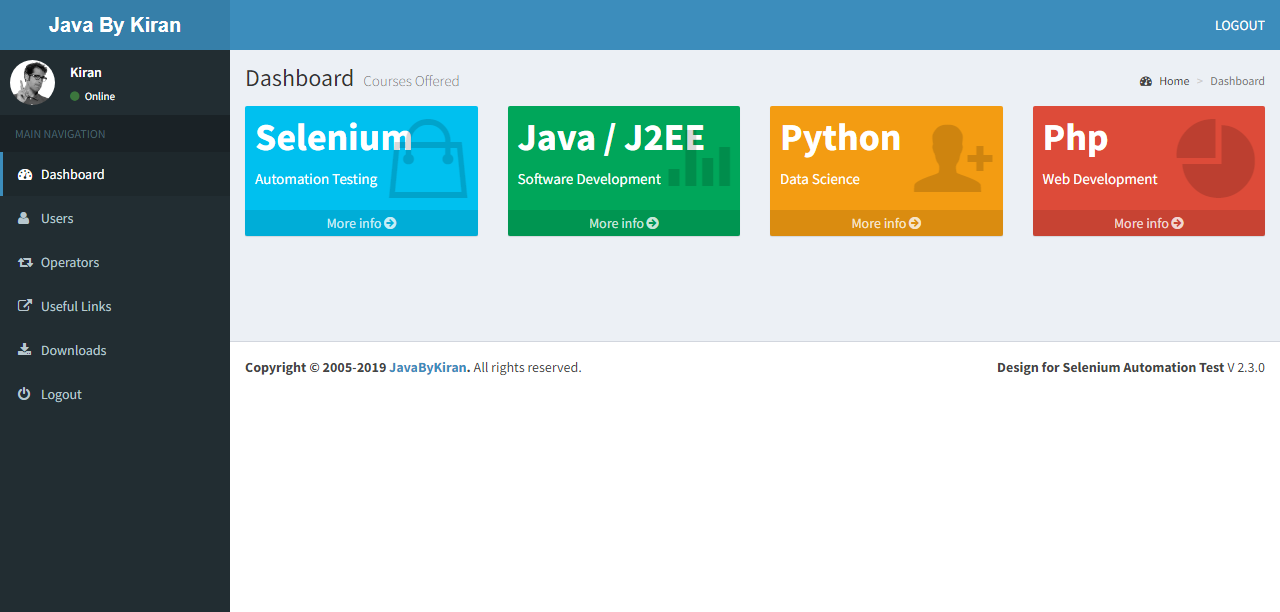 Java By Kiran
LOGOUT
Kiran
Online
MAIN NAVIGATION
Dashboard
Users
Operators
Useful Links
Downloads
Logout
Dashboard Courses Offered
Home > Dashboard
Selenium
Automation Testing
More info
Java / J2EE
Software Development
More info
Python
Data Science
More info
Php
Web Development
More info
Copyright © 2005-2019 JavaByKiran. All rights reserved.
Design for Selenium Automation Test V 2.3.0